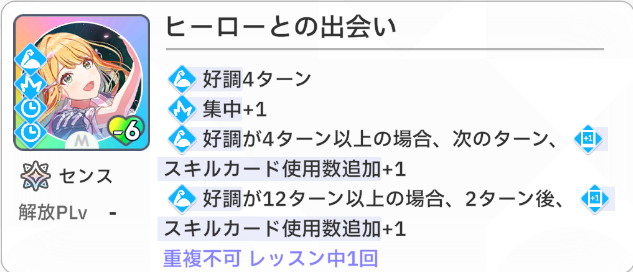 ヒーローとの出会い
好調4ターン
集中+1
好調が4ターン以上の場合、次のターン、 +1
スキルカード使用数追加+1
好調が12ターン以上の場合、2ターン後、 +1
スキルカード使用数追加+1
重複不可 レッスン中1回
M
-6
センス
解放PLv -